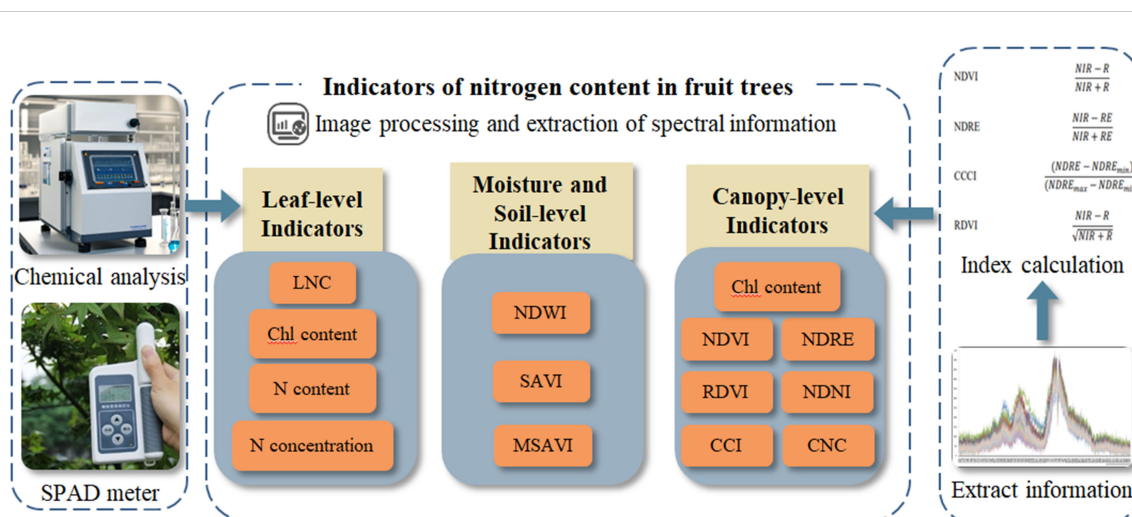 Indicators of nitrogen content in fruit trees
Image processing and extraction of spectral information
Chemical analysis
SPAD meter
Leaf-level
Indicators
LNC
Chl content
N content
N concentration
Moisture and
Soil-level
Indicators
NDWI
SAVI
MSAVI
Canopy-level
Indicators
Chl content
NDVI NDRE
RDVI NDNI
CCI CNC
NDVI
NIR − R
NIR + R
NDRE
NIR − RE
NIR + RE
CCCI
(NDRE − NDREmin)
(NDREmax − NDREmi
RDVI
NIR − R
√NIR + R
Index calculation
Extract information